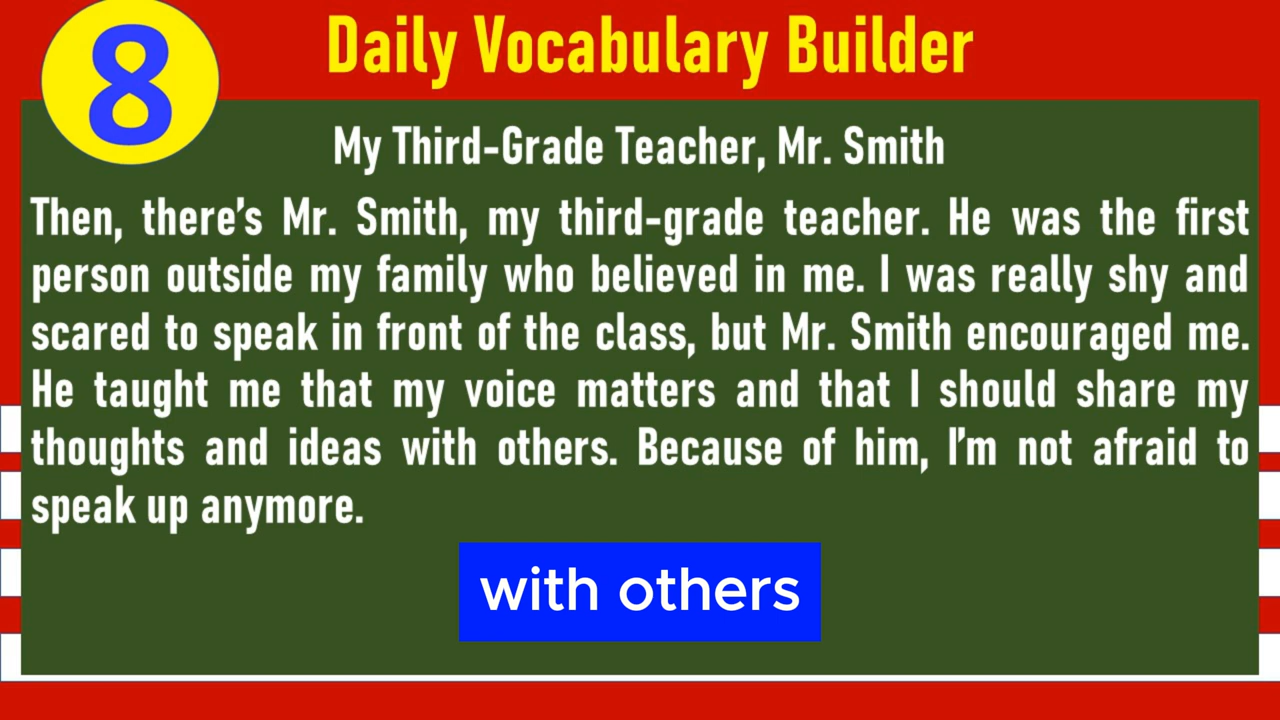 8
Daily Vocabulary Builder
My Third-Grade Teacher, Mr. Smith
Then, there’s Mr. Smith, my third-grade teacher. He was the first
person outside my family who believed in me. I was really shy and
scared to speak in front of the class, but Mr. Smith encouraged me.
He taught me that my voice matters and that I should share my
thoughts and ideas with others. Because of him, I’m not afraid to
speak up anymore.
with others